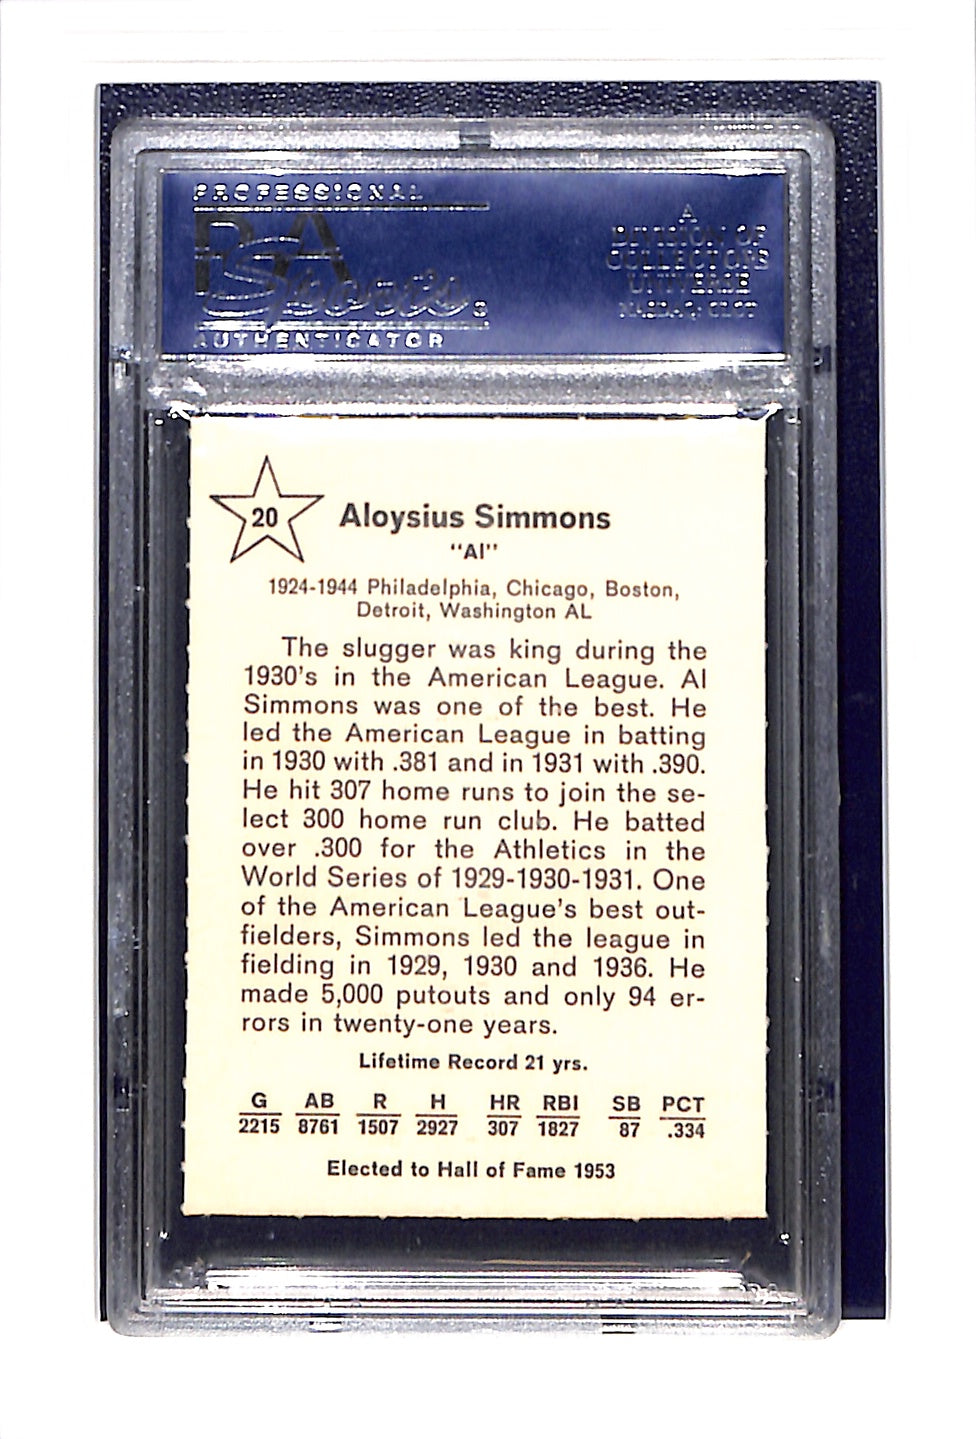 PROFESSIONAL
PSA
Sports
AUTHENTICATOR
A
DIVISION OF
COLLECTORS
UNIVERSE
NASDAQ: CLCT
20
Aloysius Simmons
"Al"
1924-1944 Philadelphia, Chicago, Boston,
Detroit, Washington AL
The slugger was king during the
1930's in the American League. Al
Simmons was one of the best. He
led the American League in batting
in 1930 with .381 and in 1931 with .390.
He hit 307 home runs to join the se-
lect 300 home run club. He batted
over .300 for the Athletics in the
World Series of 1929-1930-1931. One
of the American League's best out-
fielders, Simmons led the league in
fielding in 1929, 1930 and 1936. He
made 5,000 putouts and only 94 er-
rors in twenty-one years.
Lifetime Record 21 yrs.
G AB R H HR RBI SB PCT
2215 8761 1507 2927 307 1827 87 .334
Elected to Hall of Fame 1953